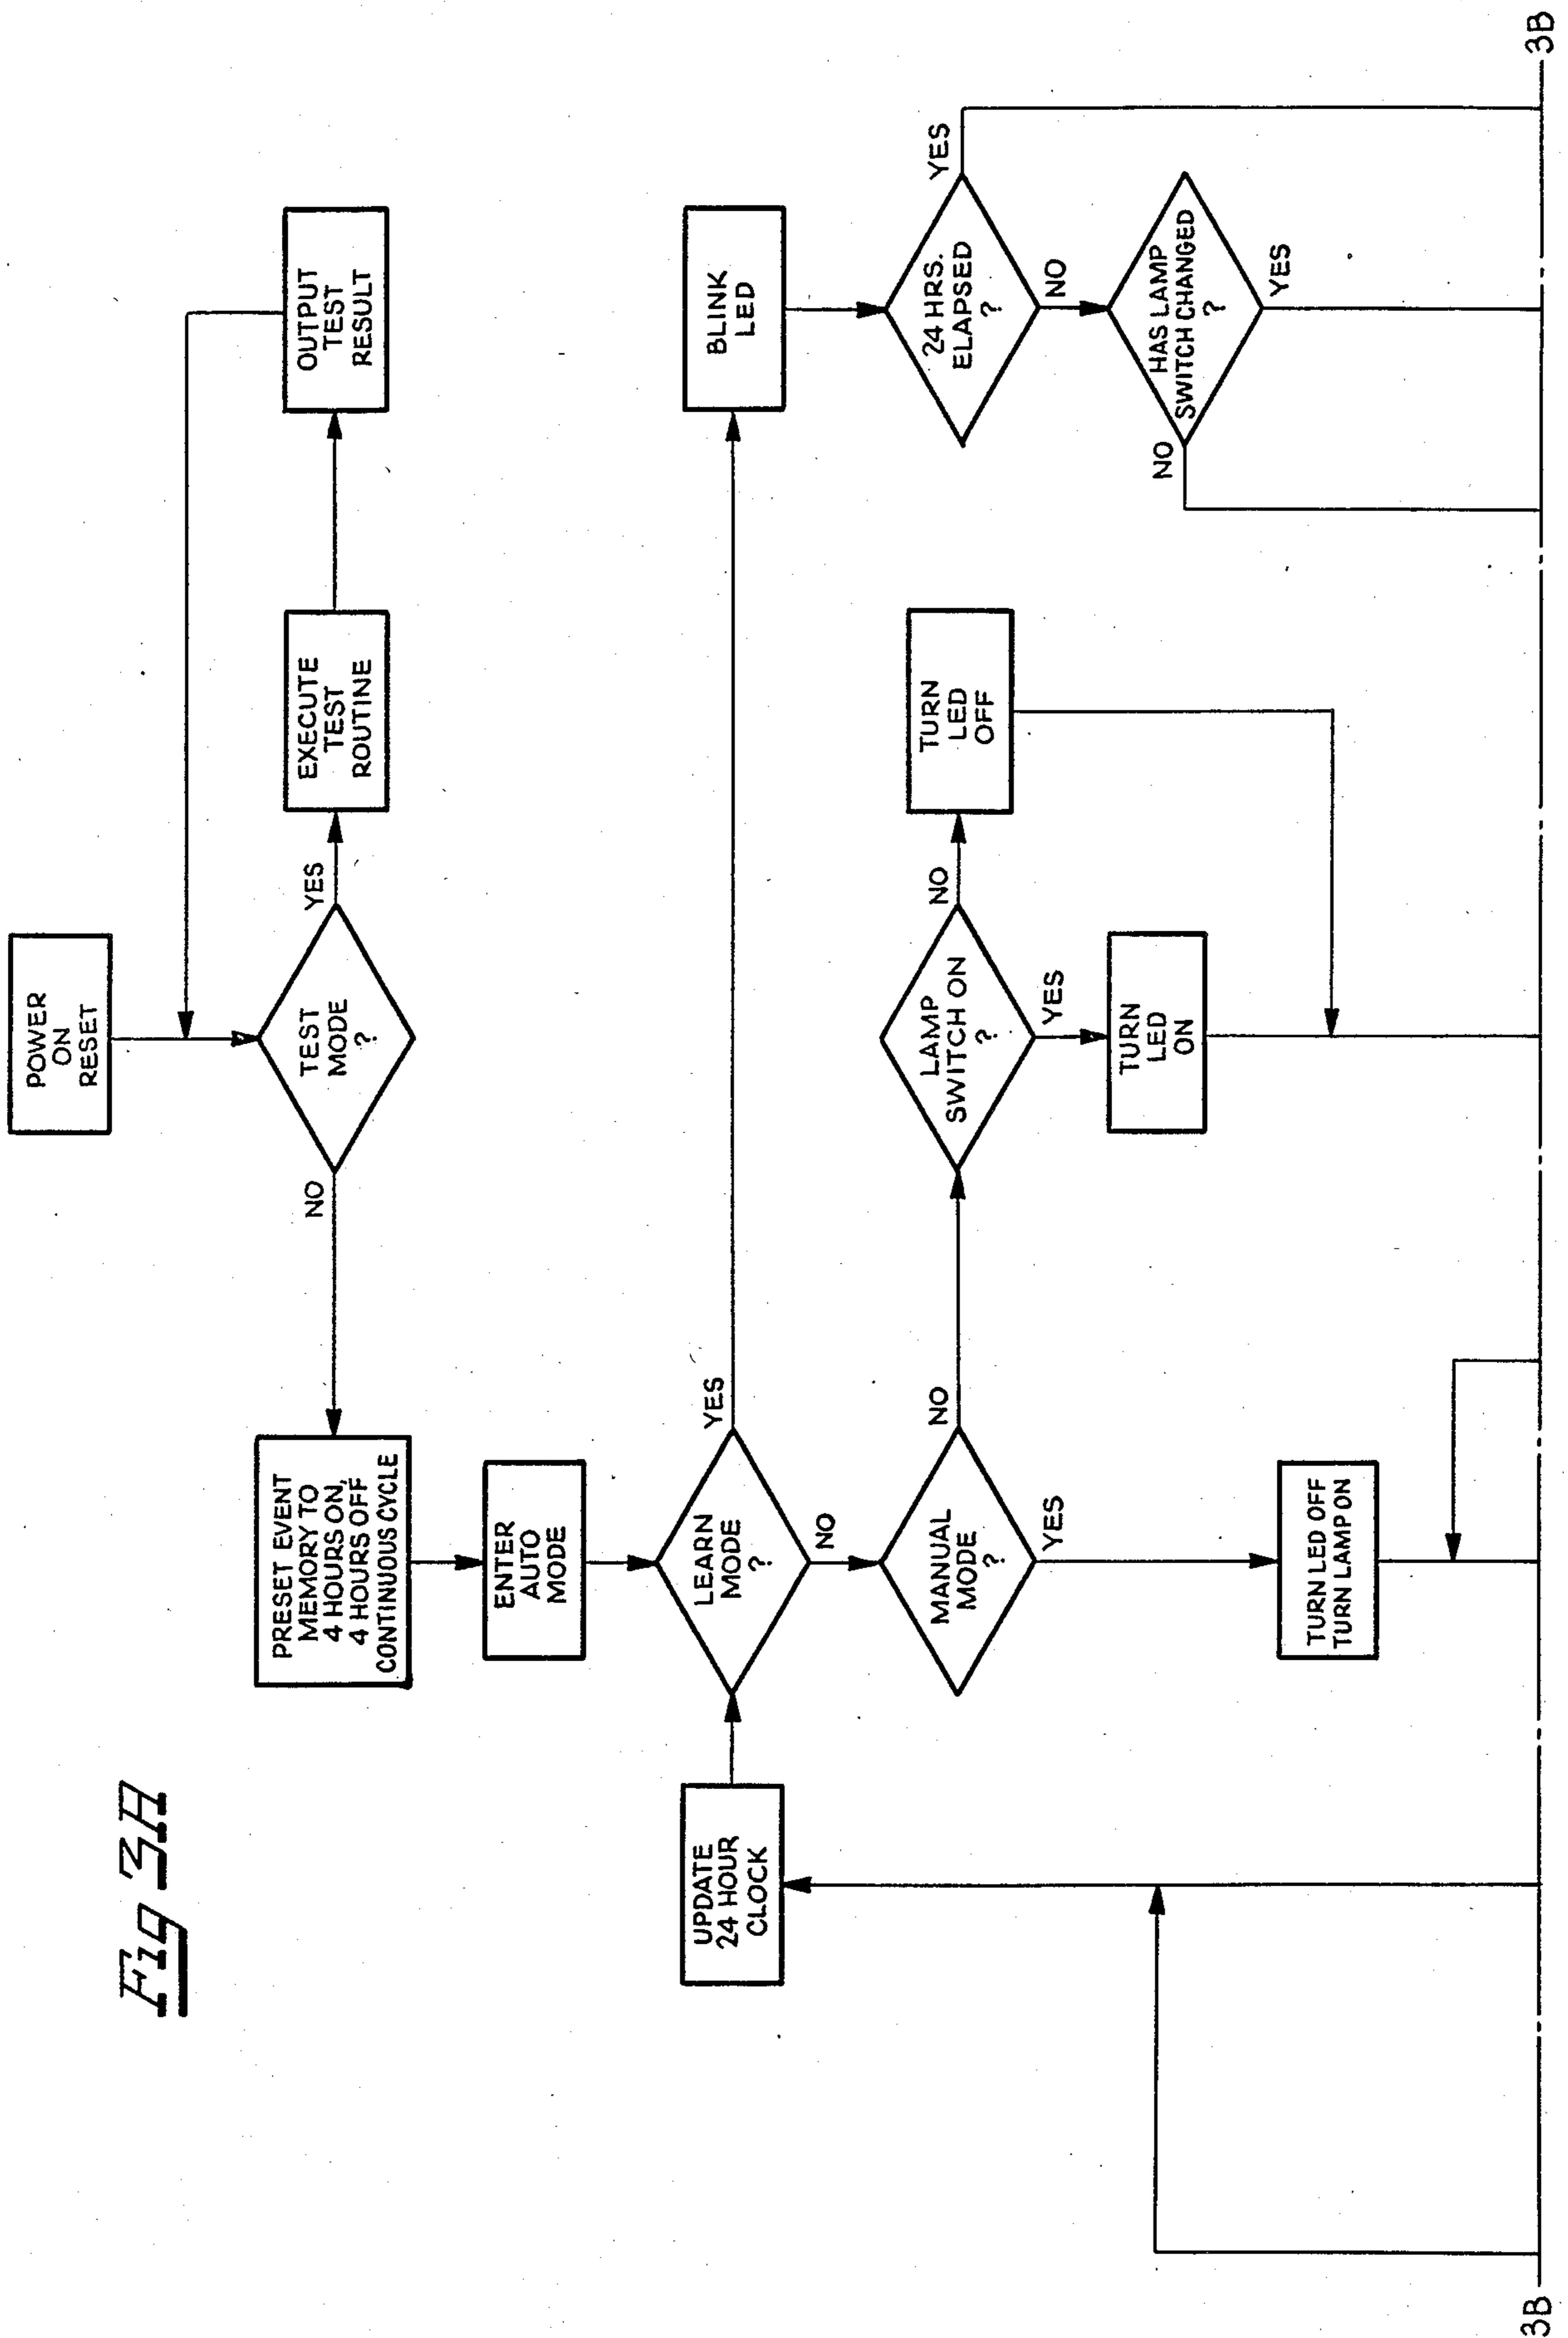 Fig 3A
POWER
ON
RESET
TEST
MODE
?
YES
NO
EXECUTE
TEST
ROUTINE
OUTPUT
TEST
RESULT
PRESET EVENT
MEMORY TO
4 HOURS ON,
4 HOURS OFF
CONTINUOUS CYCLE
ENTER
AUTO
MODE
UPDATE
24 HOUR
CLOCK
LEARN
MODE
?
YES
NO
BLINK
LED
MANUAL
MODE
?
NO
YES
LAMP
SWITCH ON
?
NO
YES
TURN
LED
OFF
TURN
LED
ON
24 HRS.
ELAPSED
?
YES
NO
HAS LAMP
SWITCH CHANGED
?
NO
YES
TURN LED OFF
TURN LAMP ON
3B
3B